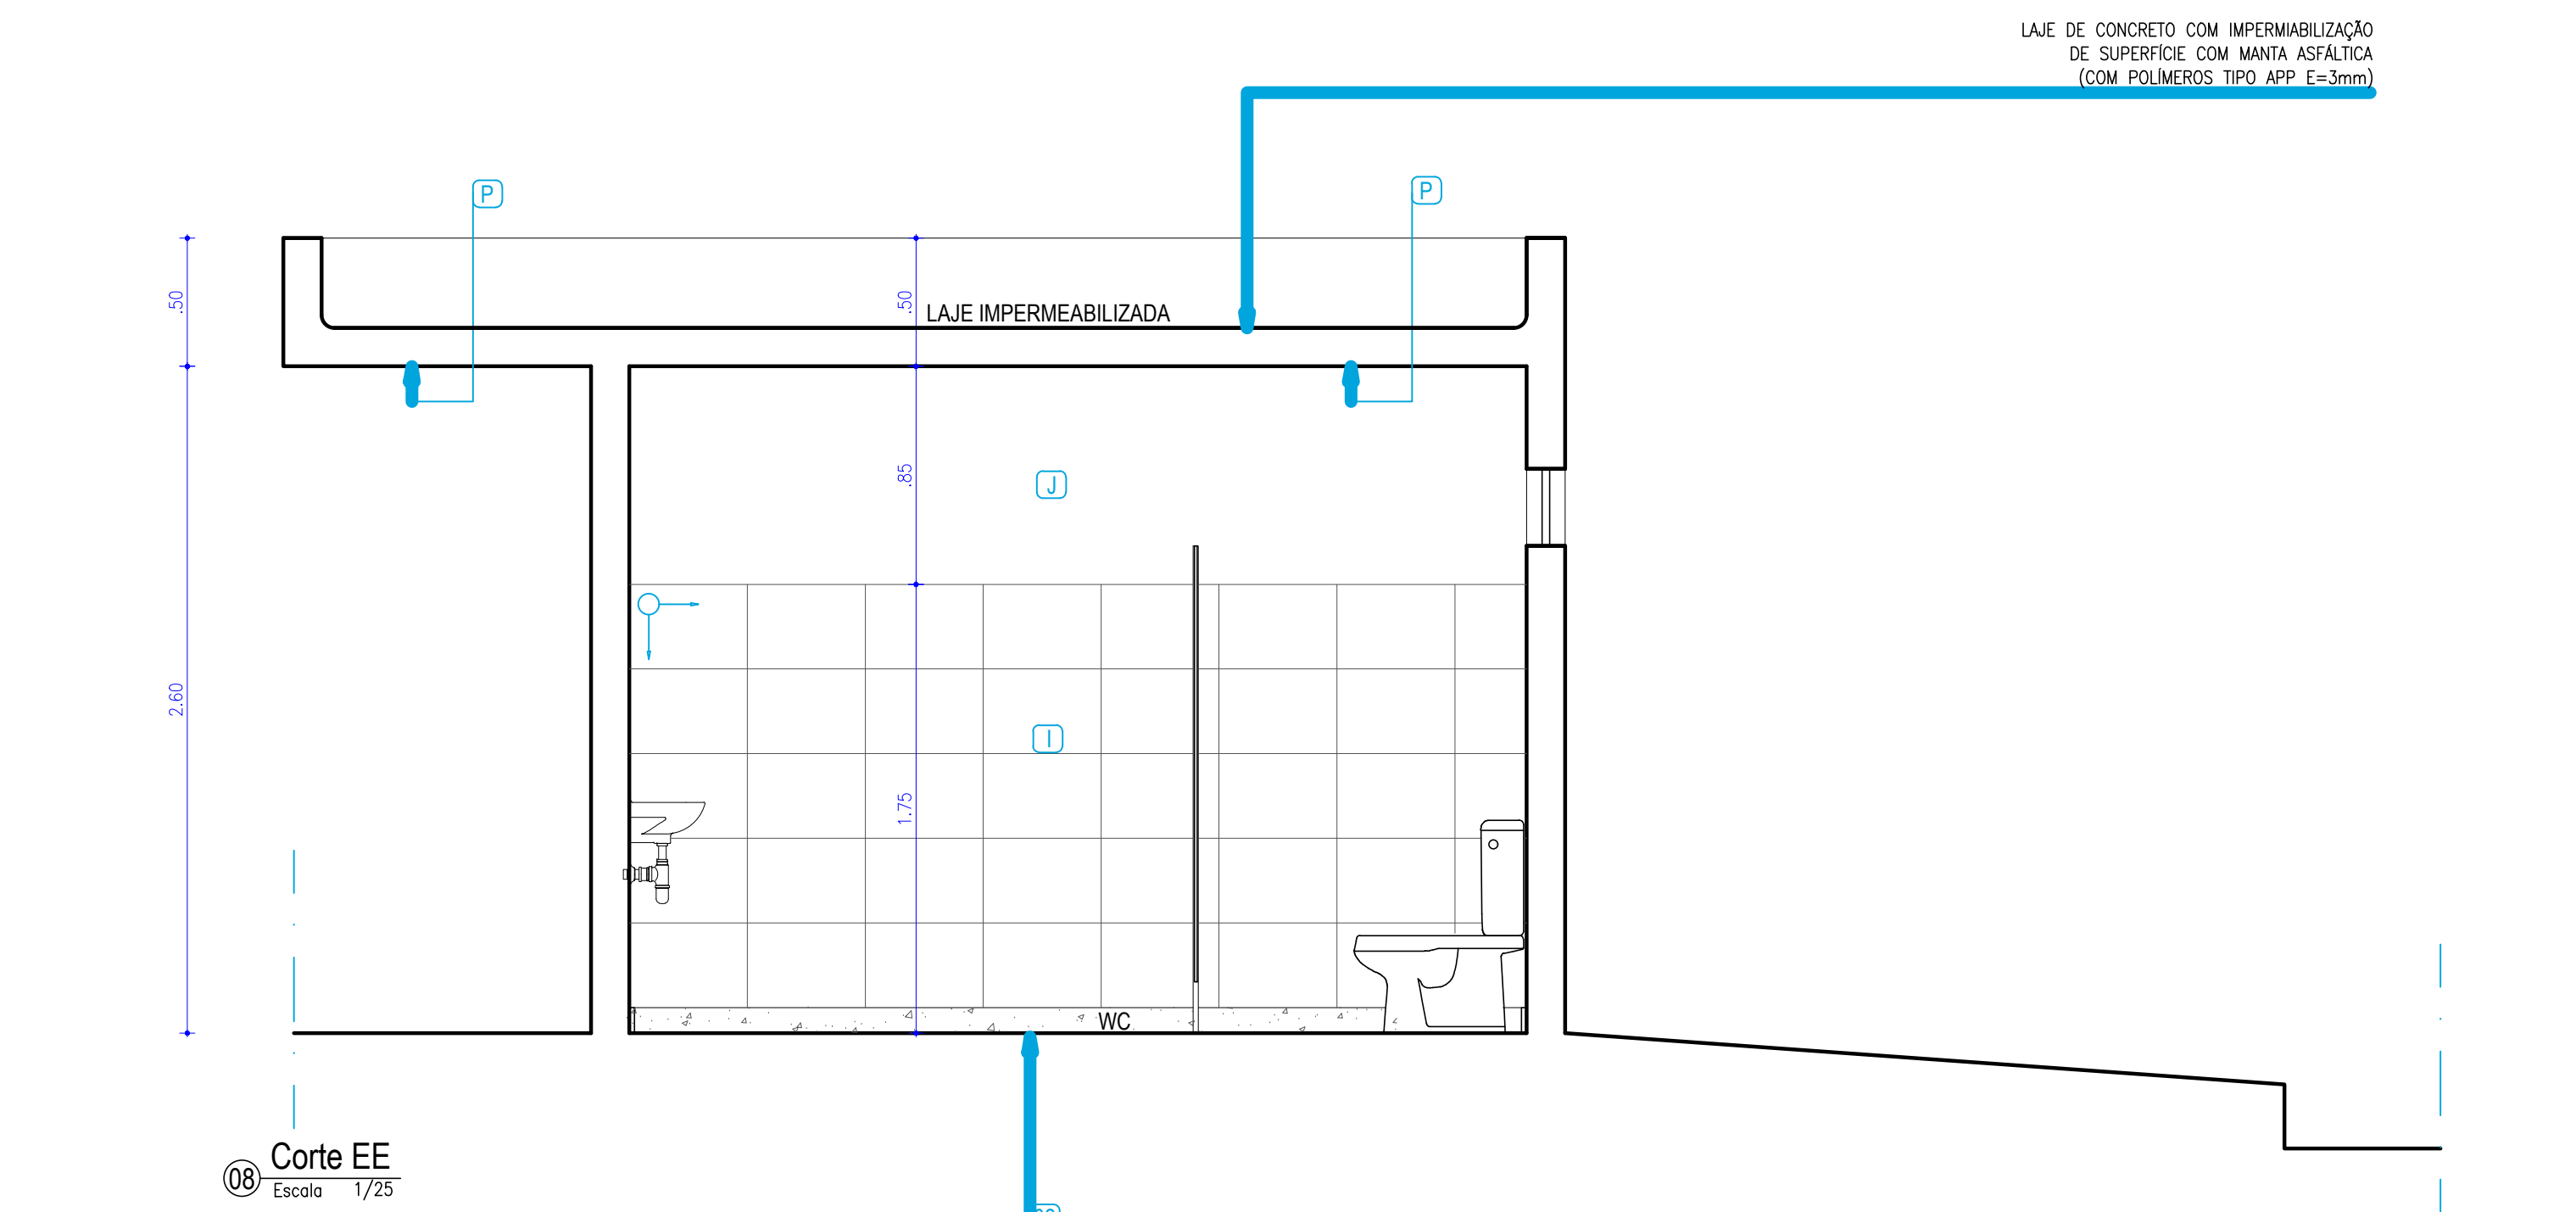 LAJE DE CONCRETO COM IMPERMIABILIZAÇÃO
DE SUPERFÍCIE COM MANTA ASFÁLTICA
(COM POLÍMEROS TIPO APP E=3mm)
P
P
.50
.50
LAJE IMPERMEABILIZADA
.85
J
2.60
I
1.75
WC
08
Corte EE
Escala 1/25